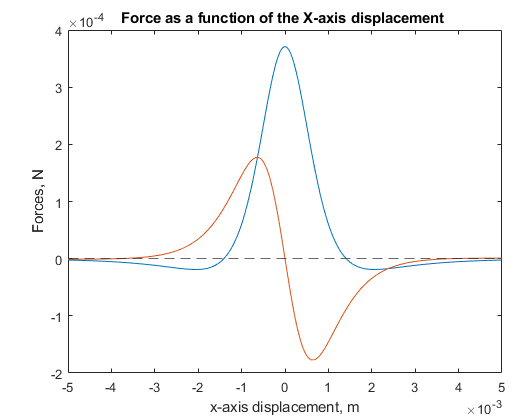 Force as a function of the X-axis displacement
×10⁻⁴
4
3
2
1
0
-1
-2
Forces, N
-5 -4 -3 -2 -1 0 1 2 3 4 5
x-axis displacement, m
×10⁻³